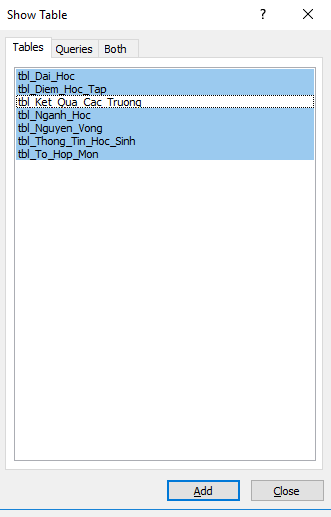 Show Table ? ×
Tables Queries Both
tbl_Dai_Hoc
tbl_Diem_Hoc_Tap
tbl_Ket_Qua_Cac_Truong
tbl_Nganh_Hoc
tbl_Nguyen_Vong
tbl_Thong_Tin_Hoc_Sinh
tbl_To_Hop_Mon
Add Close